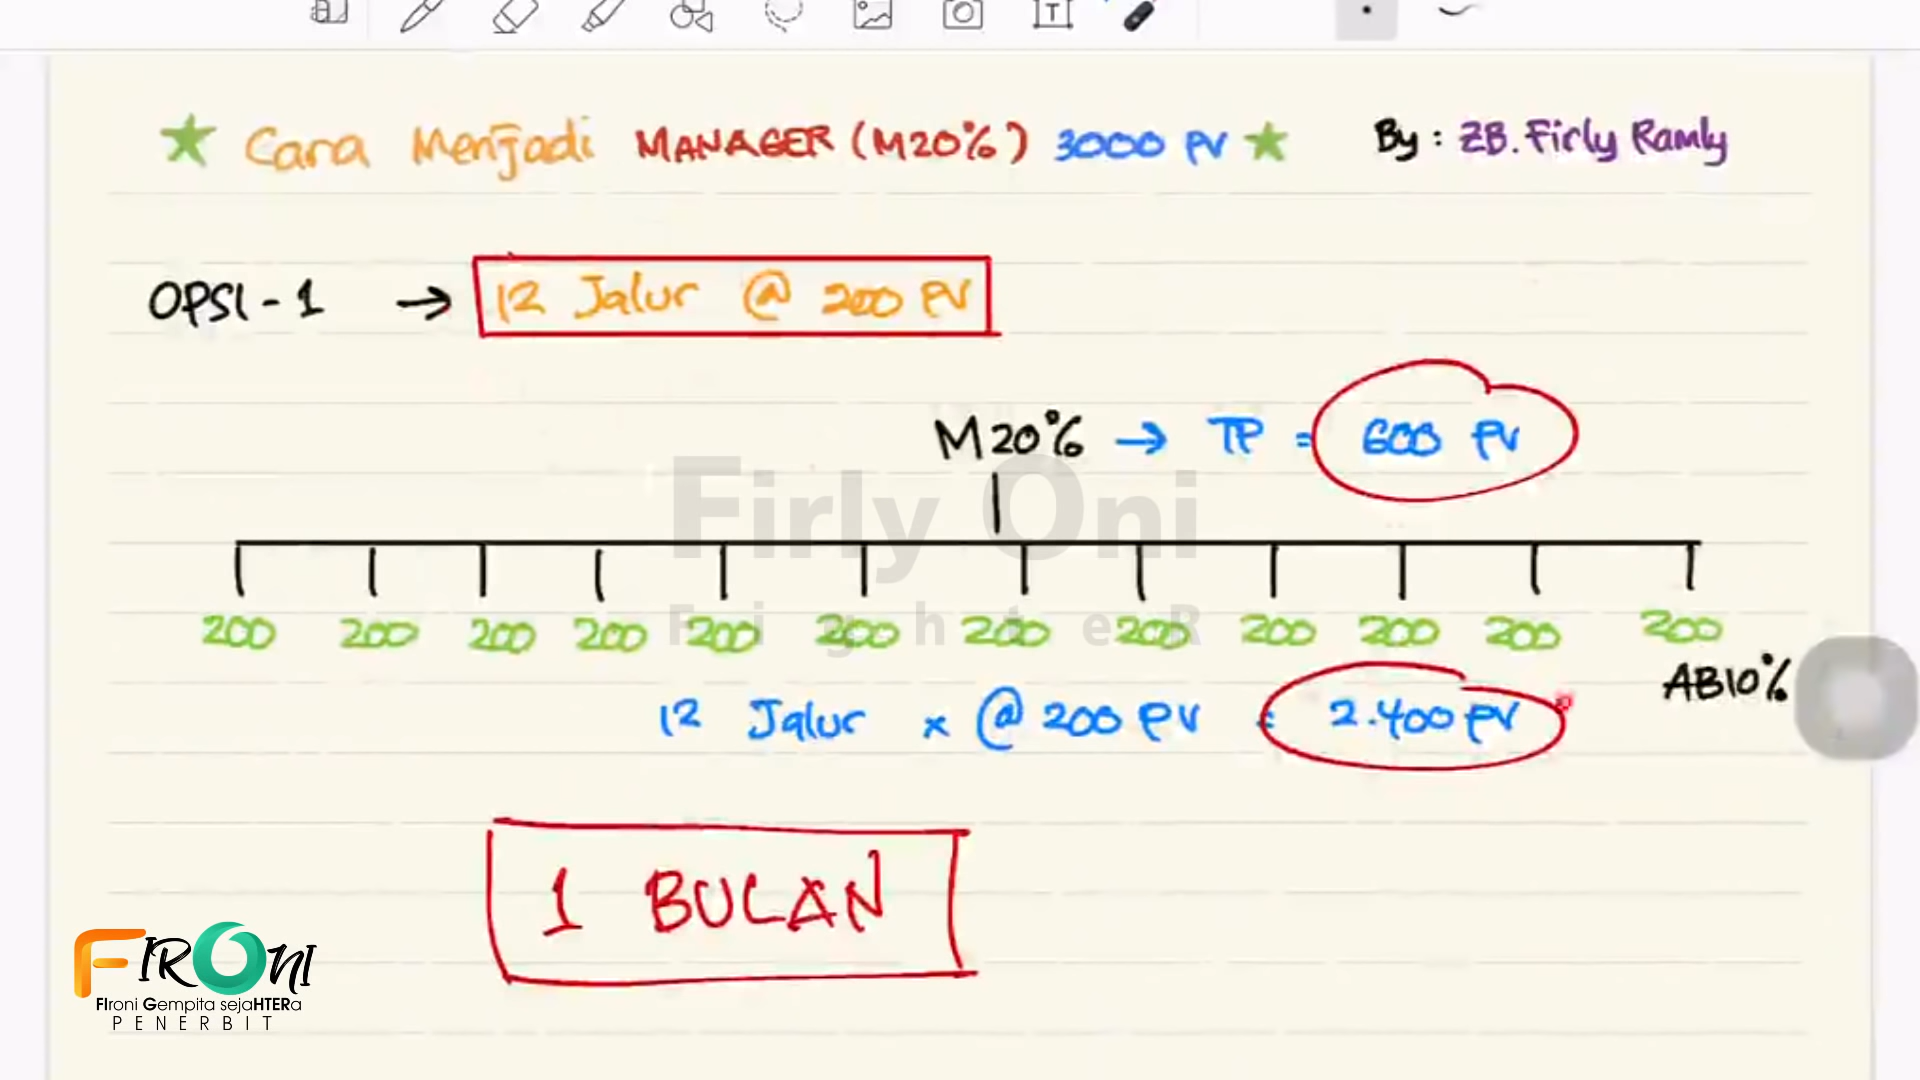 ★ Cara Menjadi MANAGER (M20%) 3000 PV ★ By : ZB. Firly Ramly
OPSI - 1 → 12 Jalur @ 200 PV
M20% → TP = 600 PV
Firly Oni
200 200 200 200 200 200 200 200 200 200 200 200
FighteR
AB10%
12 Jalur x @ 200 PV = 2.400 PV
1 BULAN
FIRONI
FIroni Gempita sejaHTERa
PENERBIT